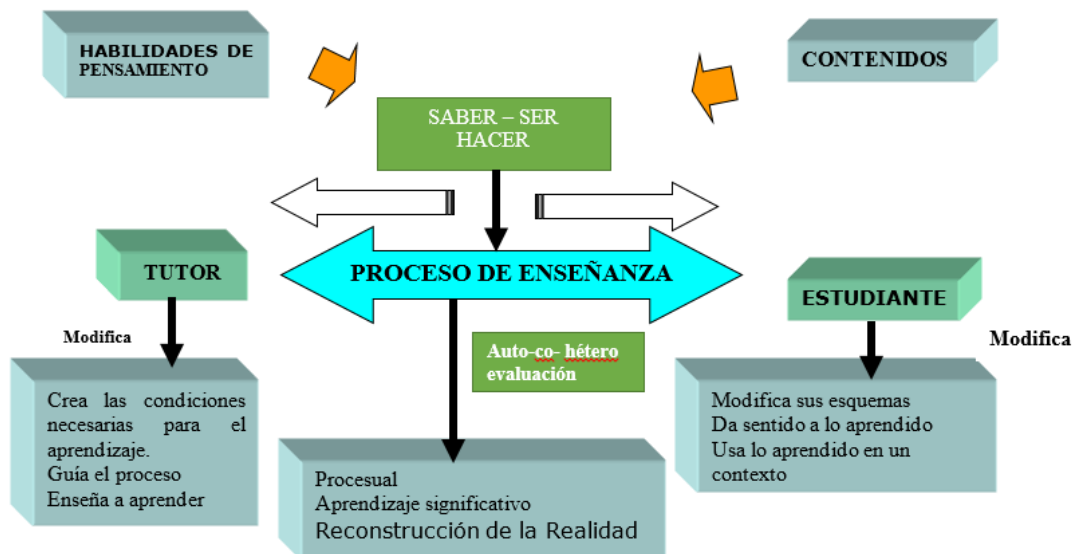 HABILIDADES DE
PENSAMIENTO
CONTENIDOS
SABER – SER
HACER
PROCESO DE ENSEÑANZA
TUTOR
ESTUDIANTE
Modifica
Modifica
Auto-co- hétero
evaluación
Crea las condiciones
necesarias para el
aprendizaje.
Guía el proceso
Enseña a aprender
Procesual
Aprendizaje significativo
Reconstrucción de la Realidad
Modifica sus esquemas
Da sentido a lo aprendido
Usa lo aprendido en un
contexto